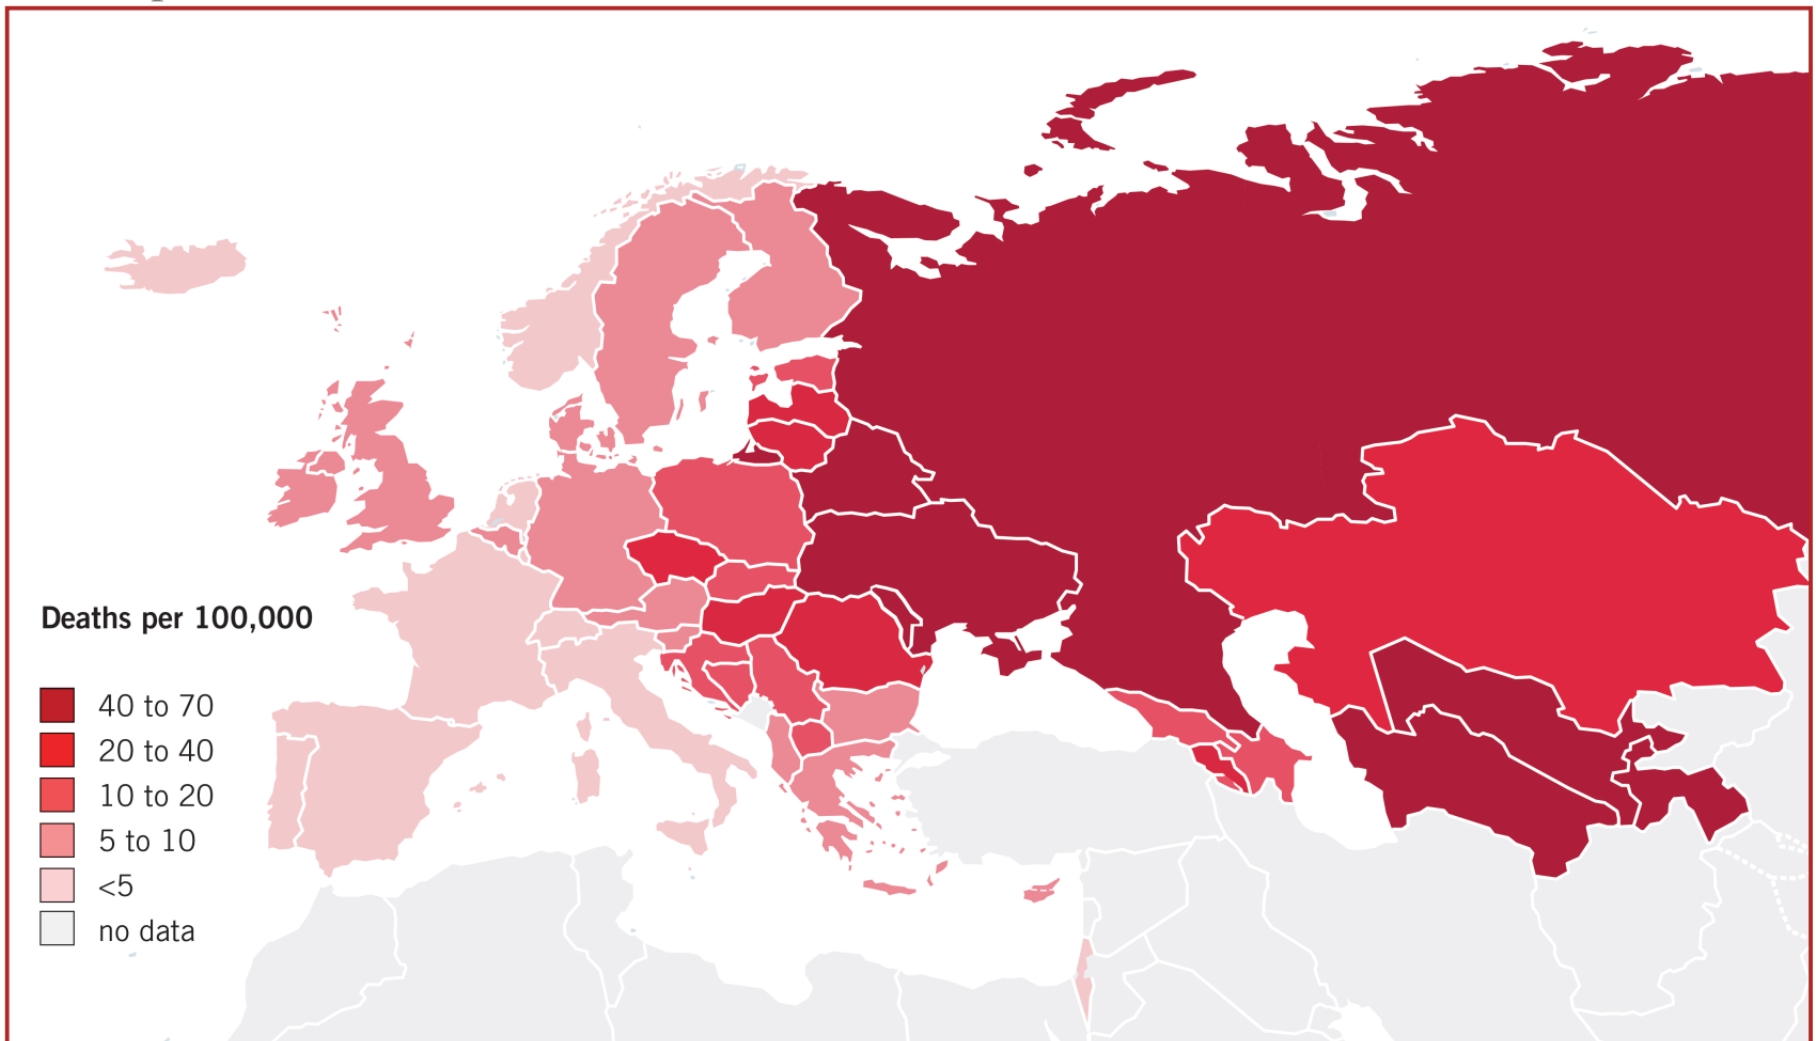 Deaths per 100,000
40 to 70
20 to 40
10 to 20
5 to 10
<5
no data